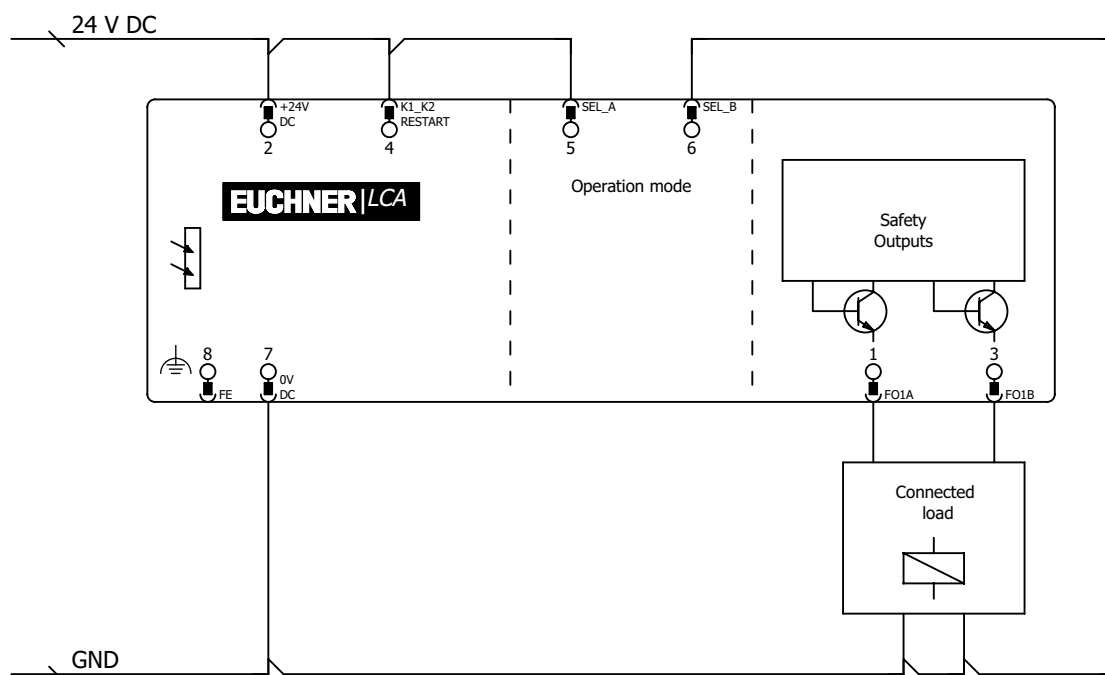 24 V DC
+24V
DC
2
K1_K2
RESTART
4
SEL_A
5
SEL_B
6
EUCHNER|LCA
Operation mode
Safety
Outputs
8
FE
7
0V
DC
1
FO1A
3
FO1B
Connected
load
GND